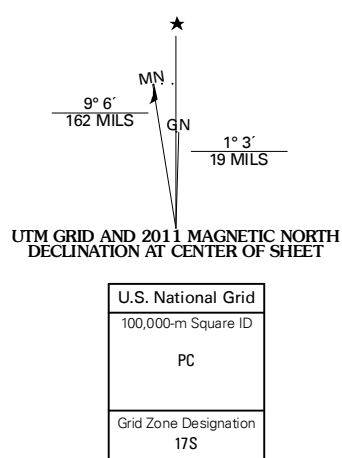 ★
MN
GN
9° 6´
162 MILS
1° 3´
19 MILS
UTM GRID AND 2011 MAGNETIC NORTH
DECLINATION AT CENTER OF SHEET
U.S. National Grid
100,000-m Square ID
PC
Grid Zone Designation
17S